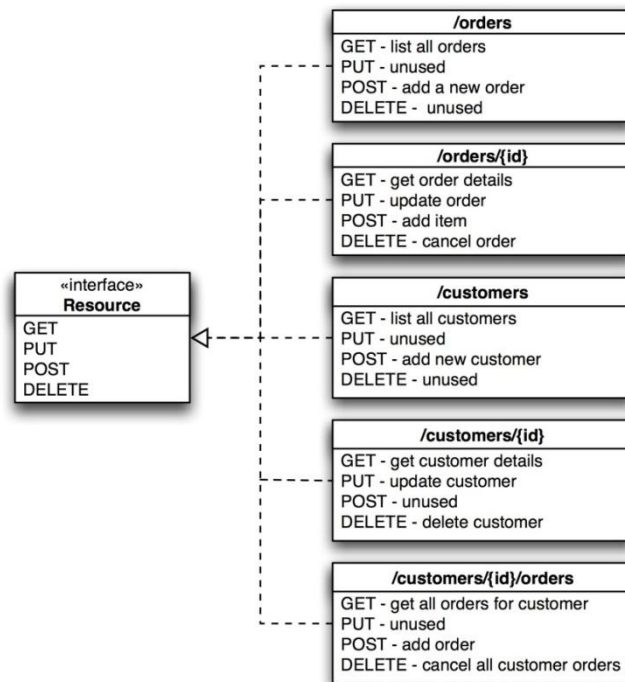 /orders
GET - list all orders
PUT - unused
POST - add a new order
DELETE -  unused
/orders/{id}
GET - get order details
PUT - update order
POST - add item
DELETE - cancel order
«interface»
Resource
GET
PUT
POST
DELETE
/customers
GET - list all customers
PUT - unused
POST - add new customer
DELETE - unused
/customers/{id}
GET - get customer details
PUT - update customer
POST - unused
DELETE - delete customer
/customers/{id}/orders
GET - get all orders for customer
PUT - unused
POST - add order
DELETE - cancel all customer orders